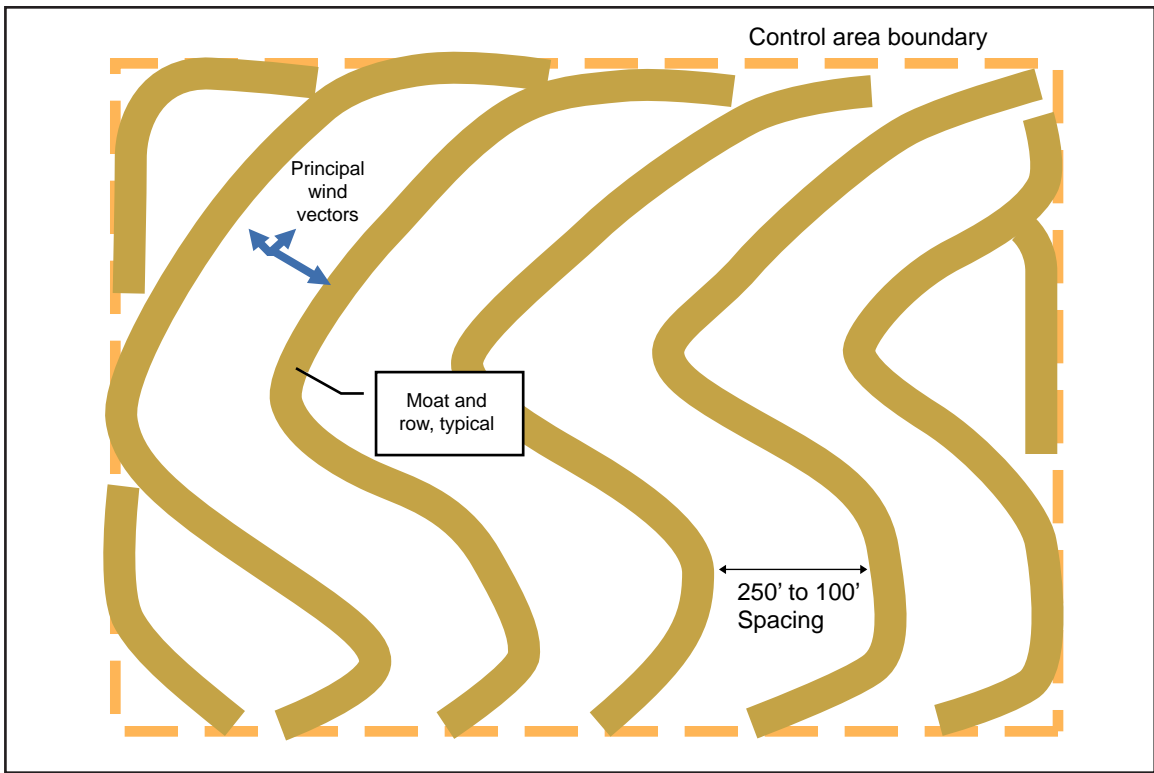 Control area boundary
Principal
wind
vectors
Moat and
row, typical
250’ to 100’
Spacing